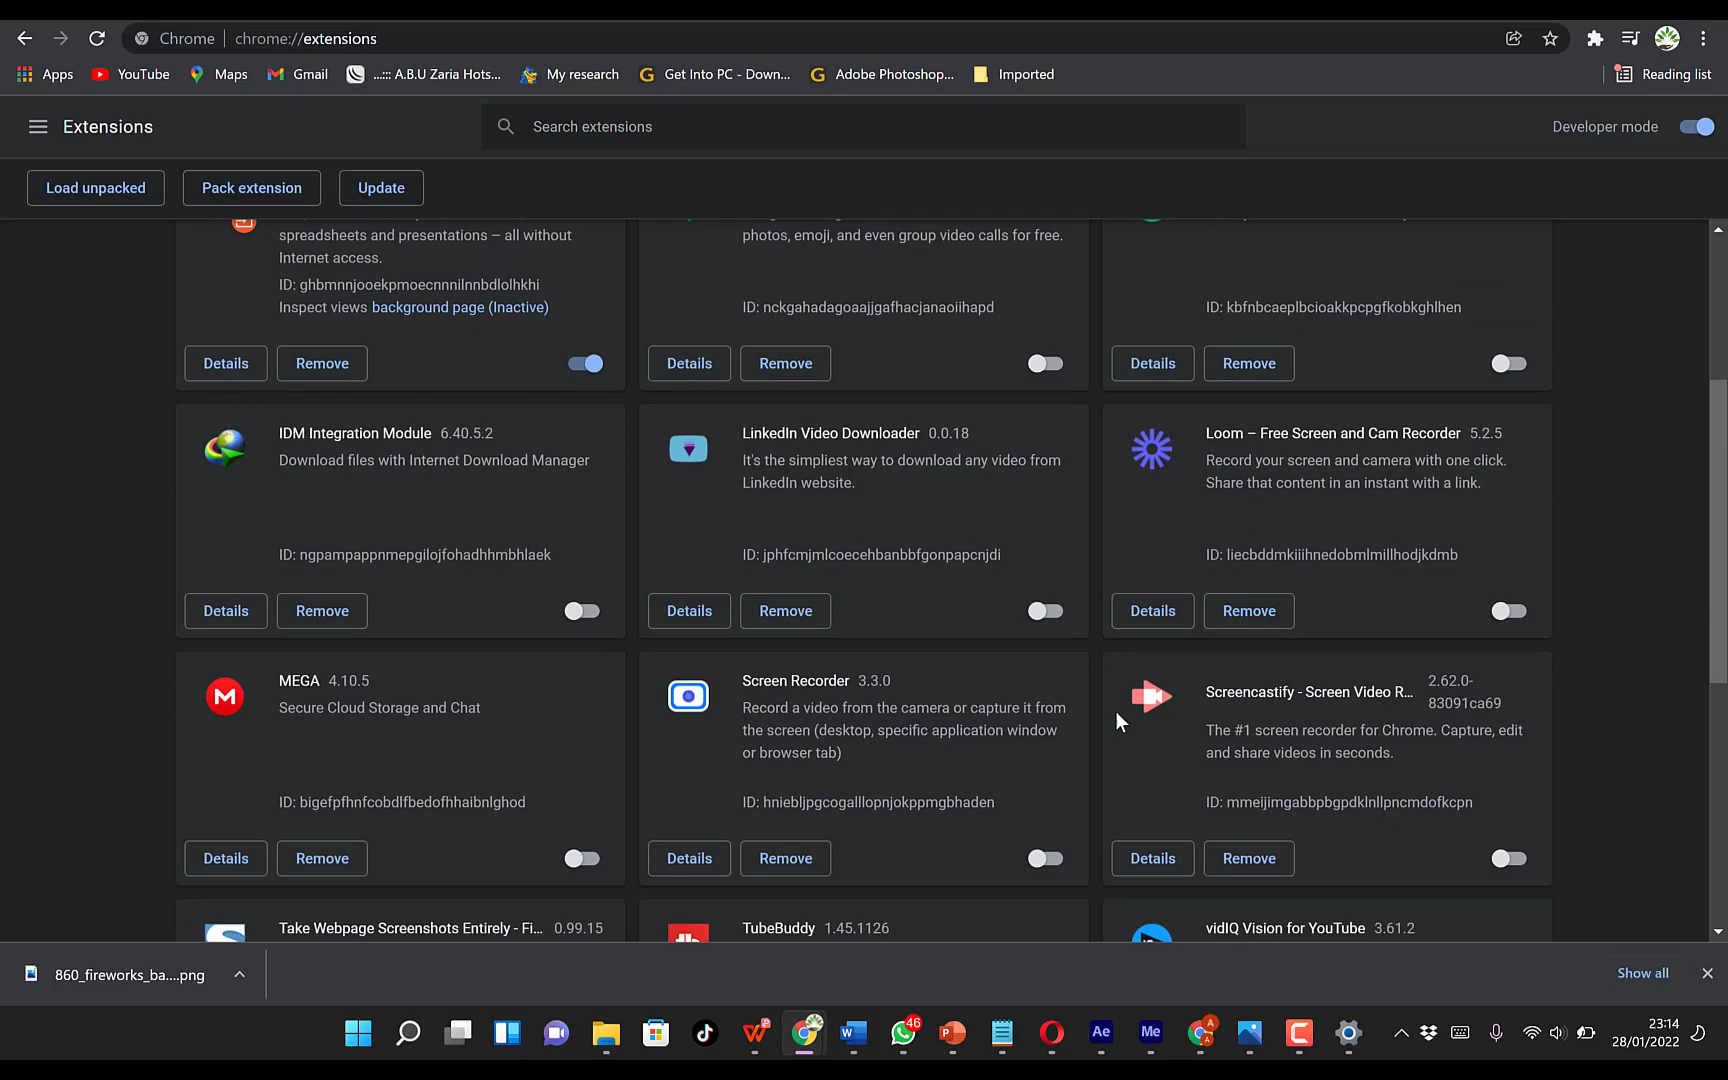 Chrome | chrome://extensions
Apps YouTube Maps Gmail ...::: A.B.U Zaria Hots... My research Get Into PC - Down... Adobe Photoshop... Imported Reading list
Extensions
Search extensions
Developer mode
Load unpacked Pack extension Update
spreadsheets and presentations – all without
Internet access.
ID: ghbmnnjooekpmoecnnnilnnbdlolhkhi
Inspect views background page (Inactive)
Details Remove
photos, emoji, and even group video calls for free.
ID: nckgahadagoaajjgafhacjanaoiihapd
Details Remove
ID: kbfnbcaeplbcioakkpcpgfkobkghlhen
Details Remove
IDM Integration Module 6.40.5.2
Download files with Internet Download Manager
ID: ngpampappnmepgilojfohadhhmbhlaek
Details Remove
LinkedIn Video Downloader 0.0.18
It's the simpliest way to download any video from
LinkedIn website.
ID: jphfcmjmlcoecehbanbbfgonpapcnjdi
Details Remove
Loom – Free Screen and Cam Recorder 5.2.5
Record your screen and camera with one click.
Share that content in an instant with a link.
ID: liecbddmkiiihnedobmlmillhodjkdmb
Details Remove
MEGA 4.10.5
Secure Cloud Storage and Chat
ID: bigefpfhnfcobdlfbedofhhaibnlghod
Details Remove
Screen Recorder 3.3.0
Record a video from the camera or capture it from
the screen (desktop, specific application window
or browser tab)
ID: hniebljpgcogalllopnjokppmgbhaden
Details Remove
Screencastify - Screen Video R... 2.62.0-
83091ca69
The #1 screen recorder for Chrome. Capture, edit
and share videos in seconds.
ID: mmeijimgabbpbgpdklnllpncmdofkcpn
Details Remove
Take Webpage Screenshots Entirely - Fi... 0.99.15
TubeBuddy 1.45.1126
vidIQ Vision for YouTube 3.61.2
860_fireworks_ba....png
Show all
46
Ae
Me
23:14
28/01/2022